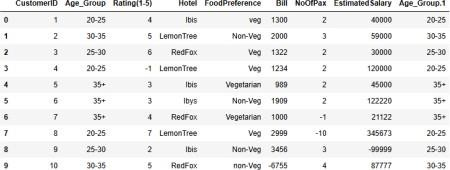 CustomerID Age_Group Rating(1-5) Hotel FoodPreference Bill NoOfPax EstimatedSalary Age_Group.1
0 1 20-25 4 Ibis veg 1300 2 40000 20-25
1 2 30-35 5 LemonTree Non-Veg 2000 3 59000 30-35
2 3 25-30 6 RedFox Veg 1322 2 30000 25-30
3 4 20-25 -1 LemonTree Veg 1234 2 120000 20-25
4 5 35+ 3 Ibis Vegetarian 989 2 45000 35+
5 6 35+ 3 Ibys Non-Veg 1909 2 122220 35+
6 7 35+ 4 RedFox Vegetarian 1000 -1 21122 35+
7 8 20-25 7 LemonTree Veg 2999 -10 345673 20-25
8 9 25-30 2 Ibis Non-Veg 3456 3 -99999 25-30
9 10 30-35 5 RedFox non-Veg -6755 4 87777 30-35